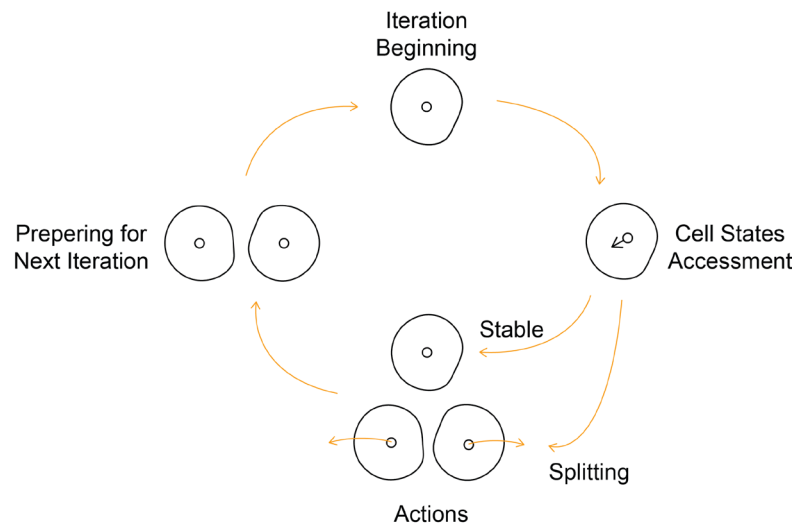 Iteration
Beginning
Cell States
Accessment
Stable
Splitting
Actions
Prepering for
Next Iteration